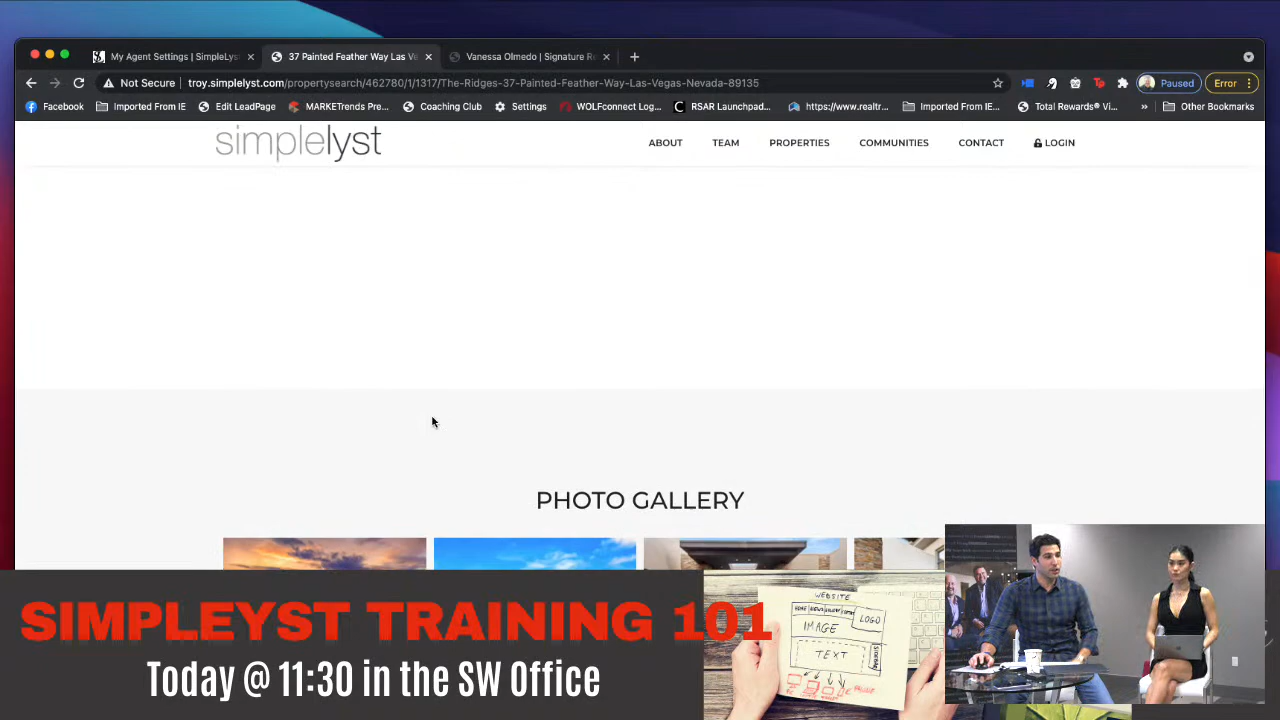 My Agent Settings | SimpleLys
37 Painted Feather Way Las Ve
Vanessa Olmedo | Signature Re
Not Secure
troy.simplelyst.com/propertysearch/462780/1/1317/The-Ridges-37-Painted-Feather-Way-Las-Vegas-Nevada-89135
Paused
Error
Facebook
Imported From IE
Edit LeadPage
MARKETrends Pre...
Coaching Club
Settings
WOLFconnect Log...
RSAR Launchpad...
https://www.realtr...
Imported From IE...
Total Rewards® Vi...
»
Other Bookmarks
simplelyst
ABOUT
TEAM
PROPERTIES
COMMUNITIES
CONTACT
LOGIN
PHOTO GALLERY
SIMPLEYST TRAINING 101
Today @ 11:30 in the SW Office
WEBSITE
HOME
LOGO
IMAGE
TEXT